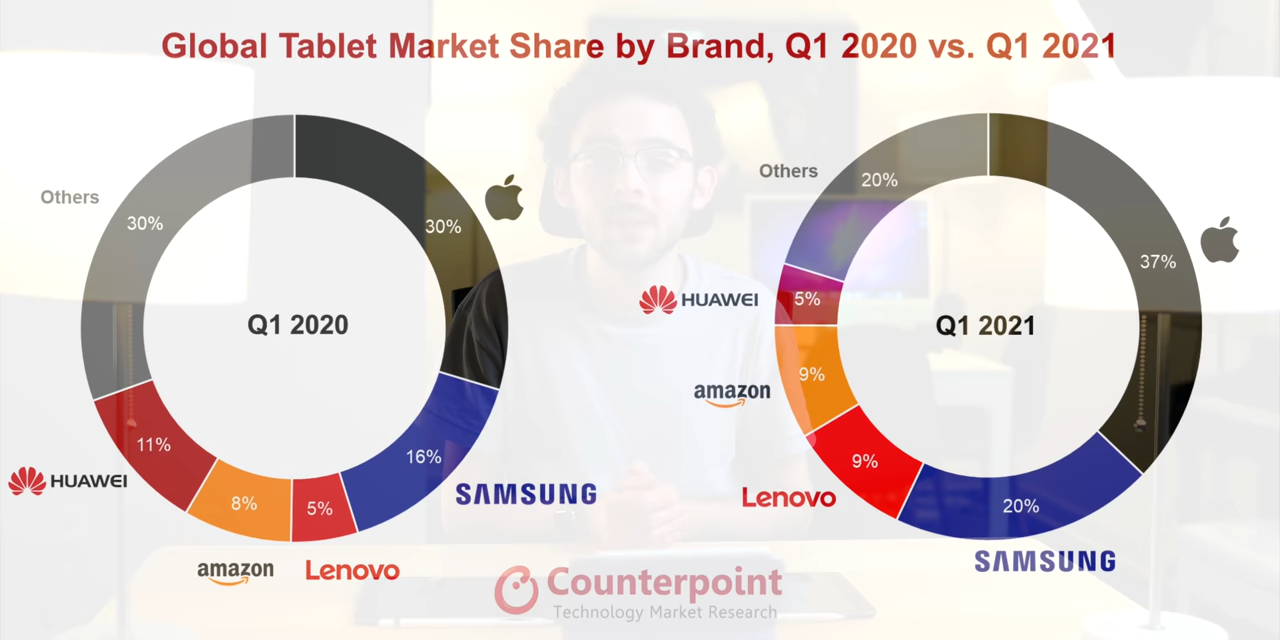 Global Tablet Market Share by Brand, Q1 2020 vs. Q1 2021
Others
30%
30%
Q1 2020
11%
HUAWEI
8%
amazon
5%
Lenovo
16%
SAMSUNG
Others
20%
37%
HUAWEI
5%
Q1 2021
amazon
9%
Lenovo
9%
20%
SAMSUNG
Counterpoint
Technology Market Research